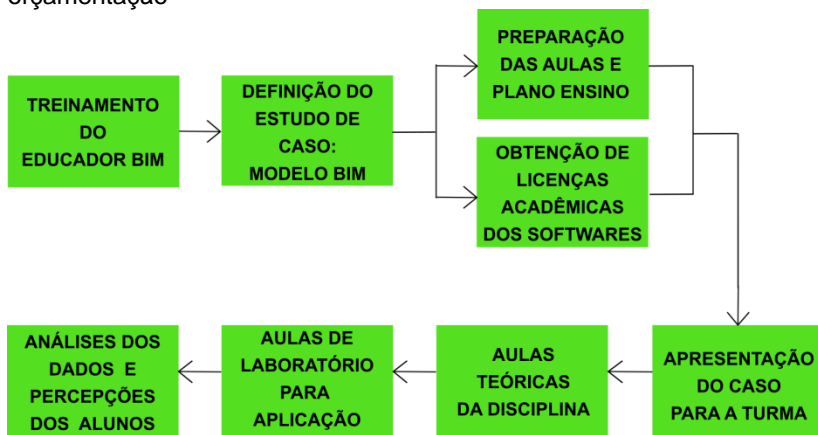 orçamentação
TREINAMENTO
DO
EDUCADOR BIM
DEFINIÇÃO DO
ESTUDO DE
CASO:
MODELO BIM
PREPARAÇÃO
DAS AULAS E
PLANO ENSINO
OBTENÇÃO DE
LICENÇAS
ACADÊMICAS
DOS SOFTWARES
APRESENTAÇÃO
DO CASO
PARA A TURMA
AULAS
TEÓRICAS
DA DISCIPLINA
AULAS DE
LABORATÓRIO
PARA
APLICAÇÃO
ANÁLISES DOS
DADOS E
PERCEPÇÕES
DOS ALUNOS